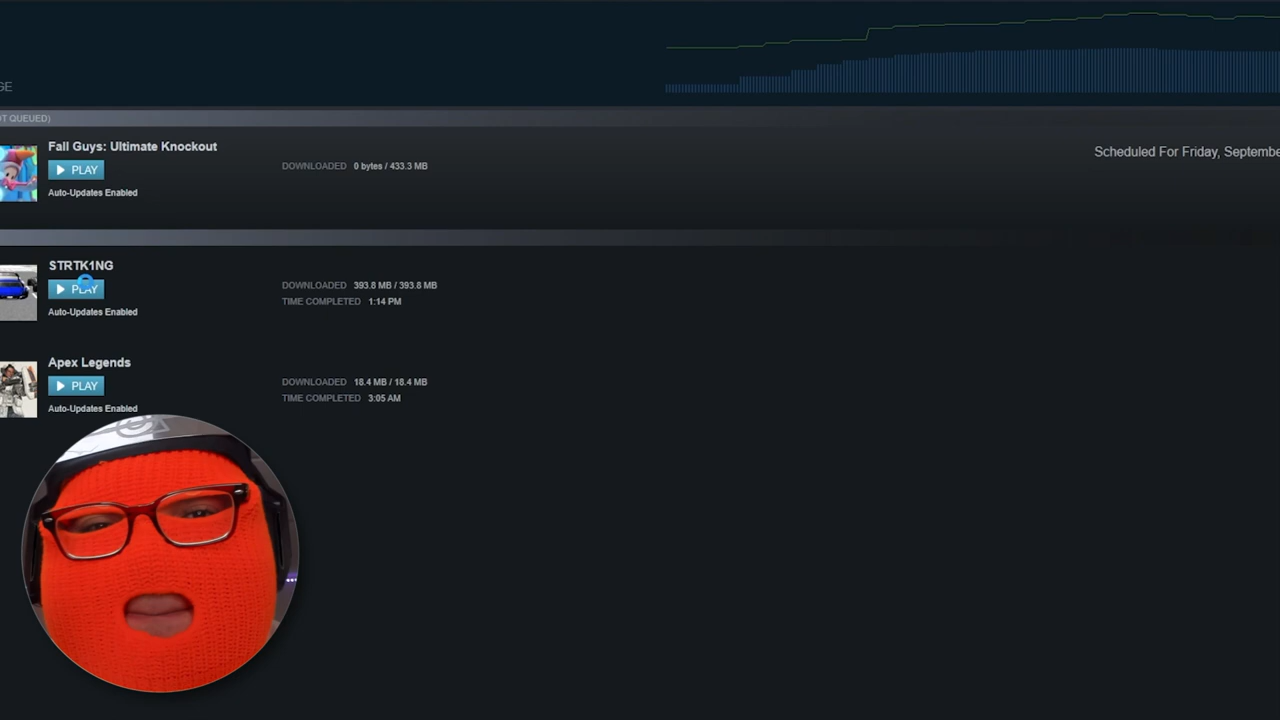 GE
OT QUEUED)
Fall Guys: Ultimate Knockout
PLAY
DOWNLOADED 0 bytes / 433.3 MB
Scheduled For Friday, Septembe
Auto-Updates Enabled
STRTK1NG
PLAY
DOWNLOADED 393.8 MB / 393.8 MB
TIME COMPLETED 1:14 PM
Auto-Updates Enabled
Apex Legends
PLAY
DOWNLOADED 18.4 MB / 18.4 MB
TIME COMPLETED 3:05 AM
Auto-Updates Enabled